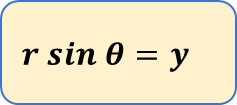 r sin θ = y